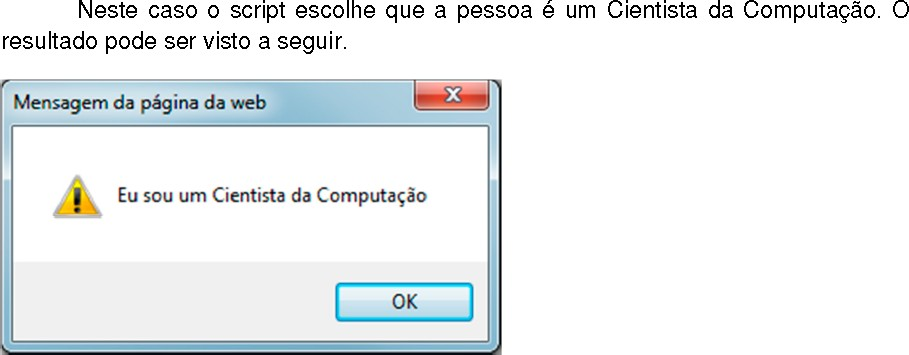 Neste caso o script escolhe que a pessoa é um Cientista da Computação. O
resultado pode ser visto a seguir.
Mensagem da página da web
Eu sou um Cientista da Computação
OK